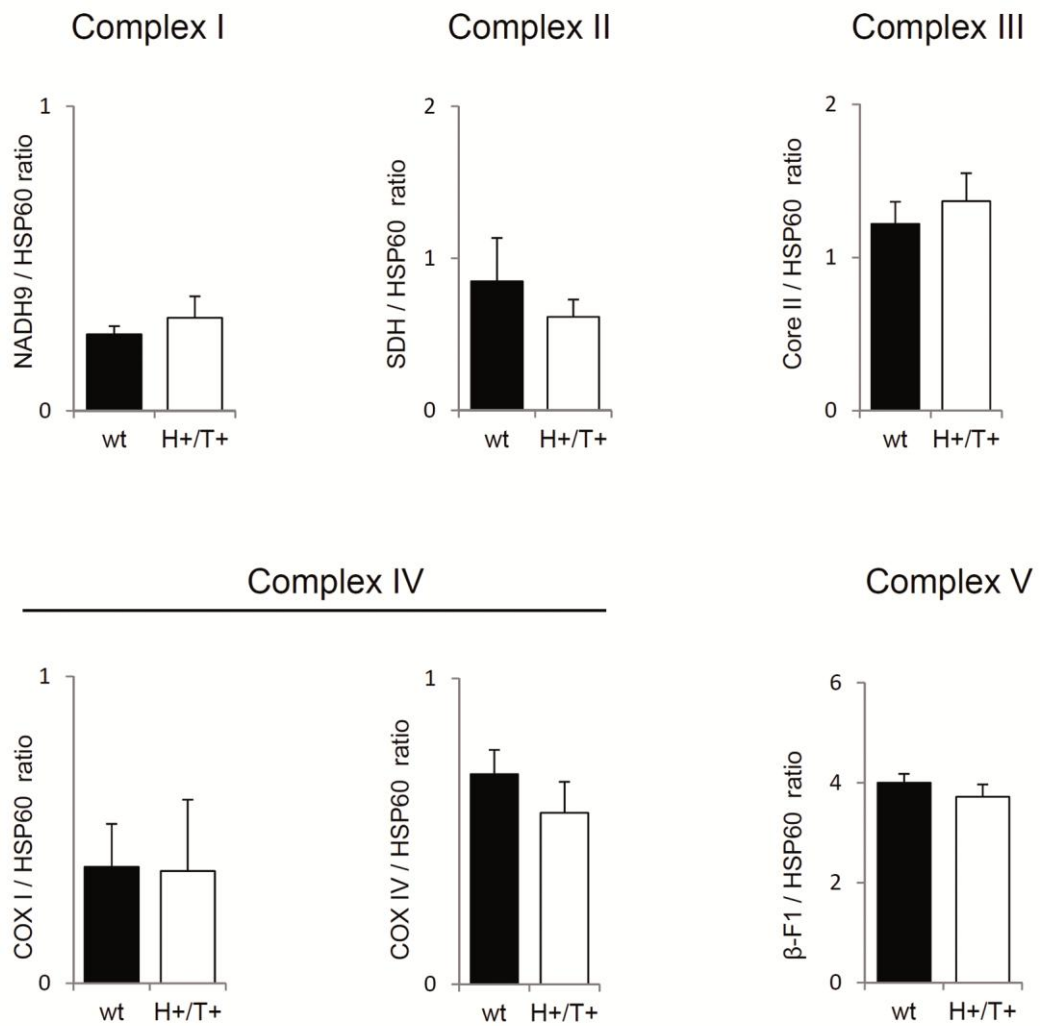 Complex I
Complex II
Complex III
1
0
NADH9 / HSP60 ratio
wt
H+/T+
2
1
0
SDH / HSP60 ratio
wt
H+/T+
2
1
0
Core II / HSP60 ratio
wt
H+/T+
Complex IV
Complex V
1
0
COX I / HSP60 ratio
wt
H+/T+
1
0
COX IV / HSP60 ratio
wt
H+/T+
6
4
2
0
β-F1 / HSP60 ratio
wt
H+/T+